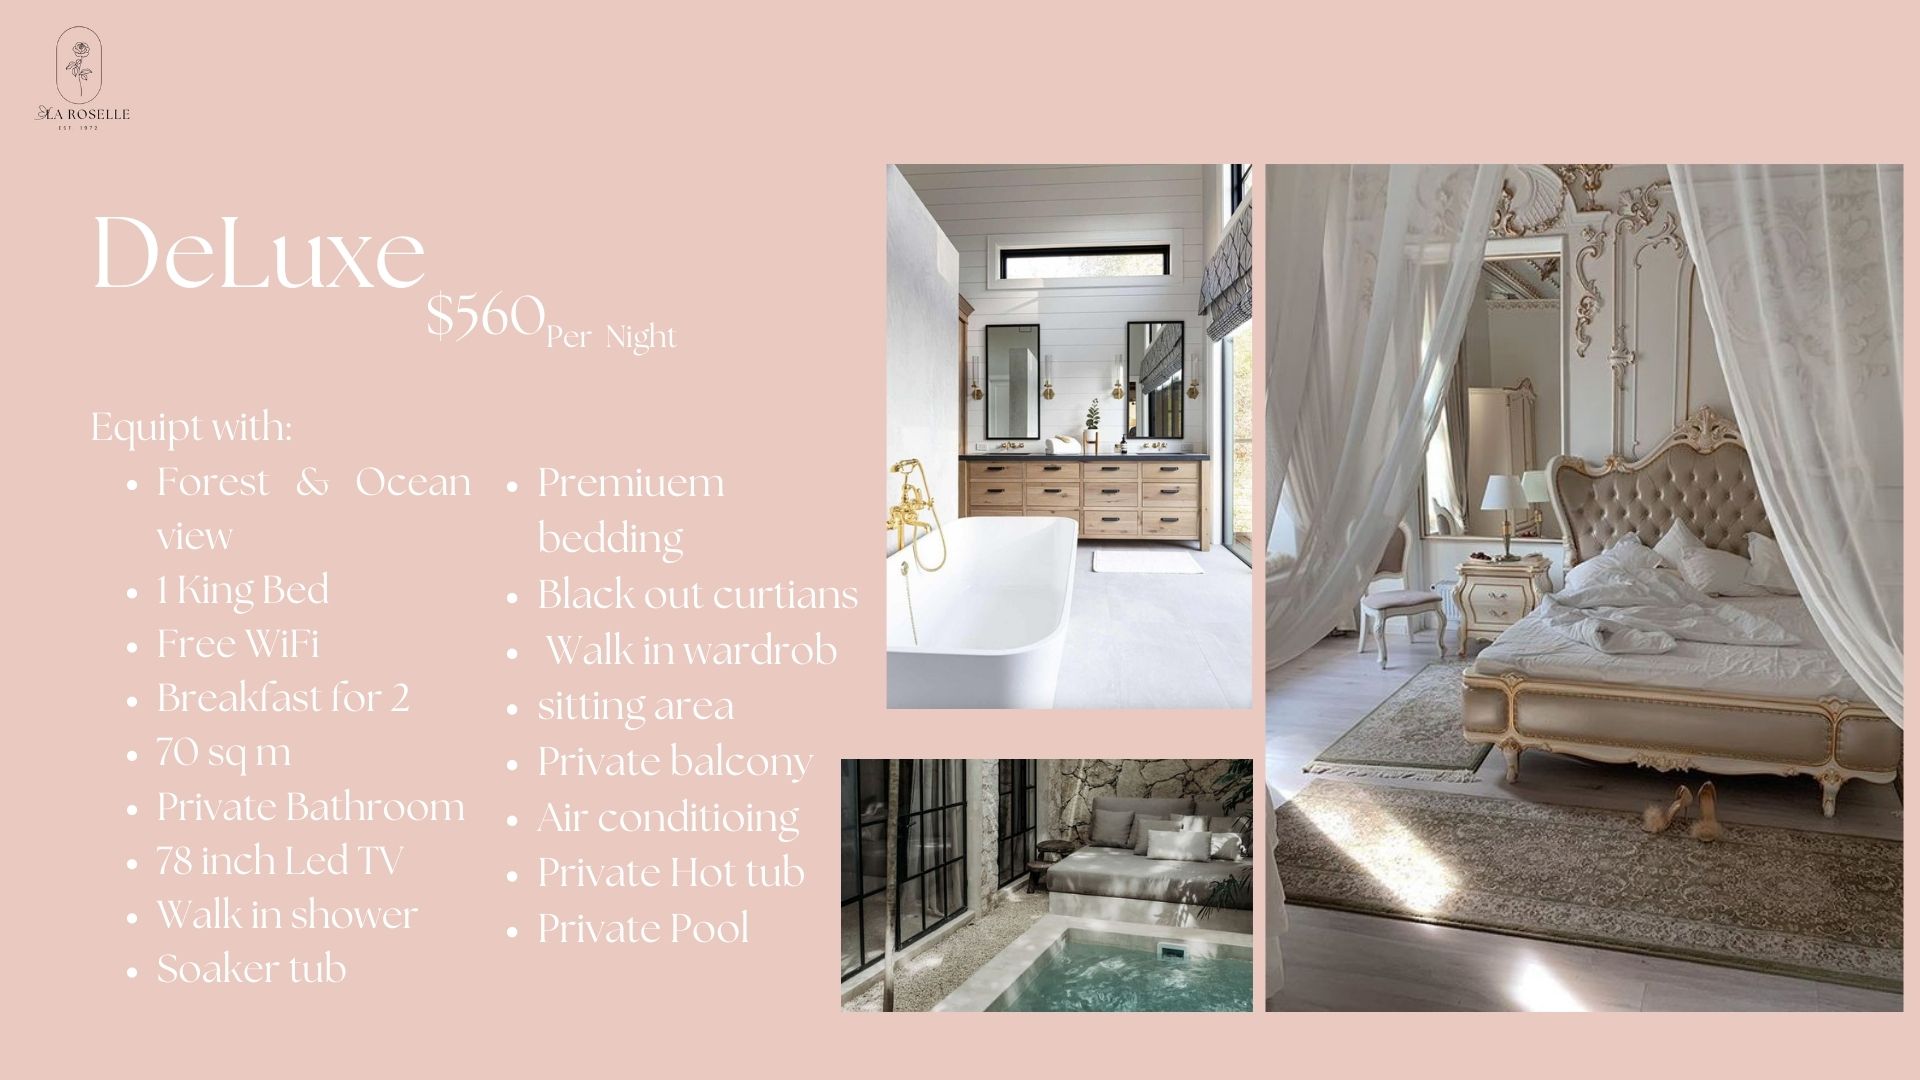 LA ROSELLE
EST. 1972
DeLuxe
$560 Per Night
Equipt with:
Forest & Ocean
view
1 King Bed
Free WiFi
Breakfast for 2
70 sq m
Private Bathroom
78 inch Led TV
Walk in shower
Soaker tub
Premiuem
bedding
Black out curtians
Walk in wardrob
sitting area
Private balcony
Air conditioing
Private Hot tub
Private Pool